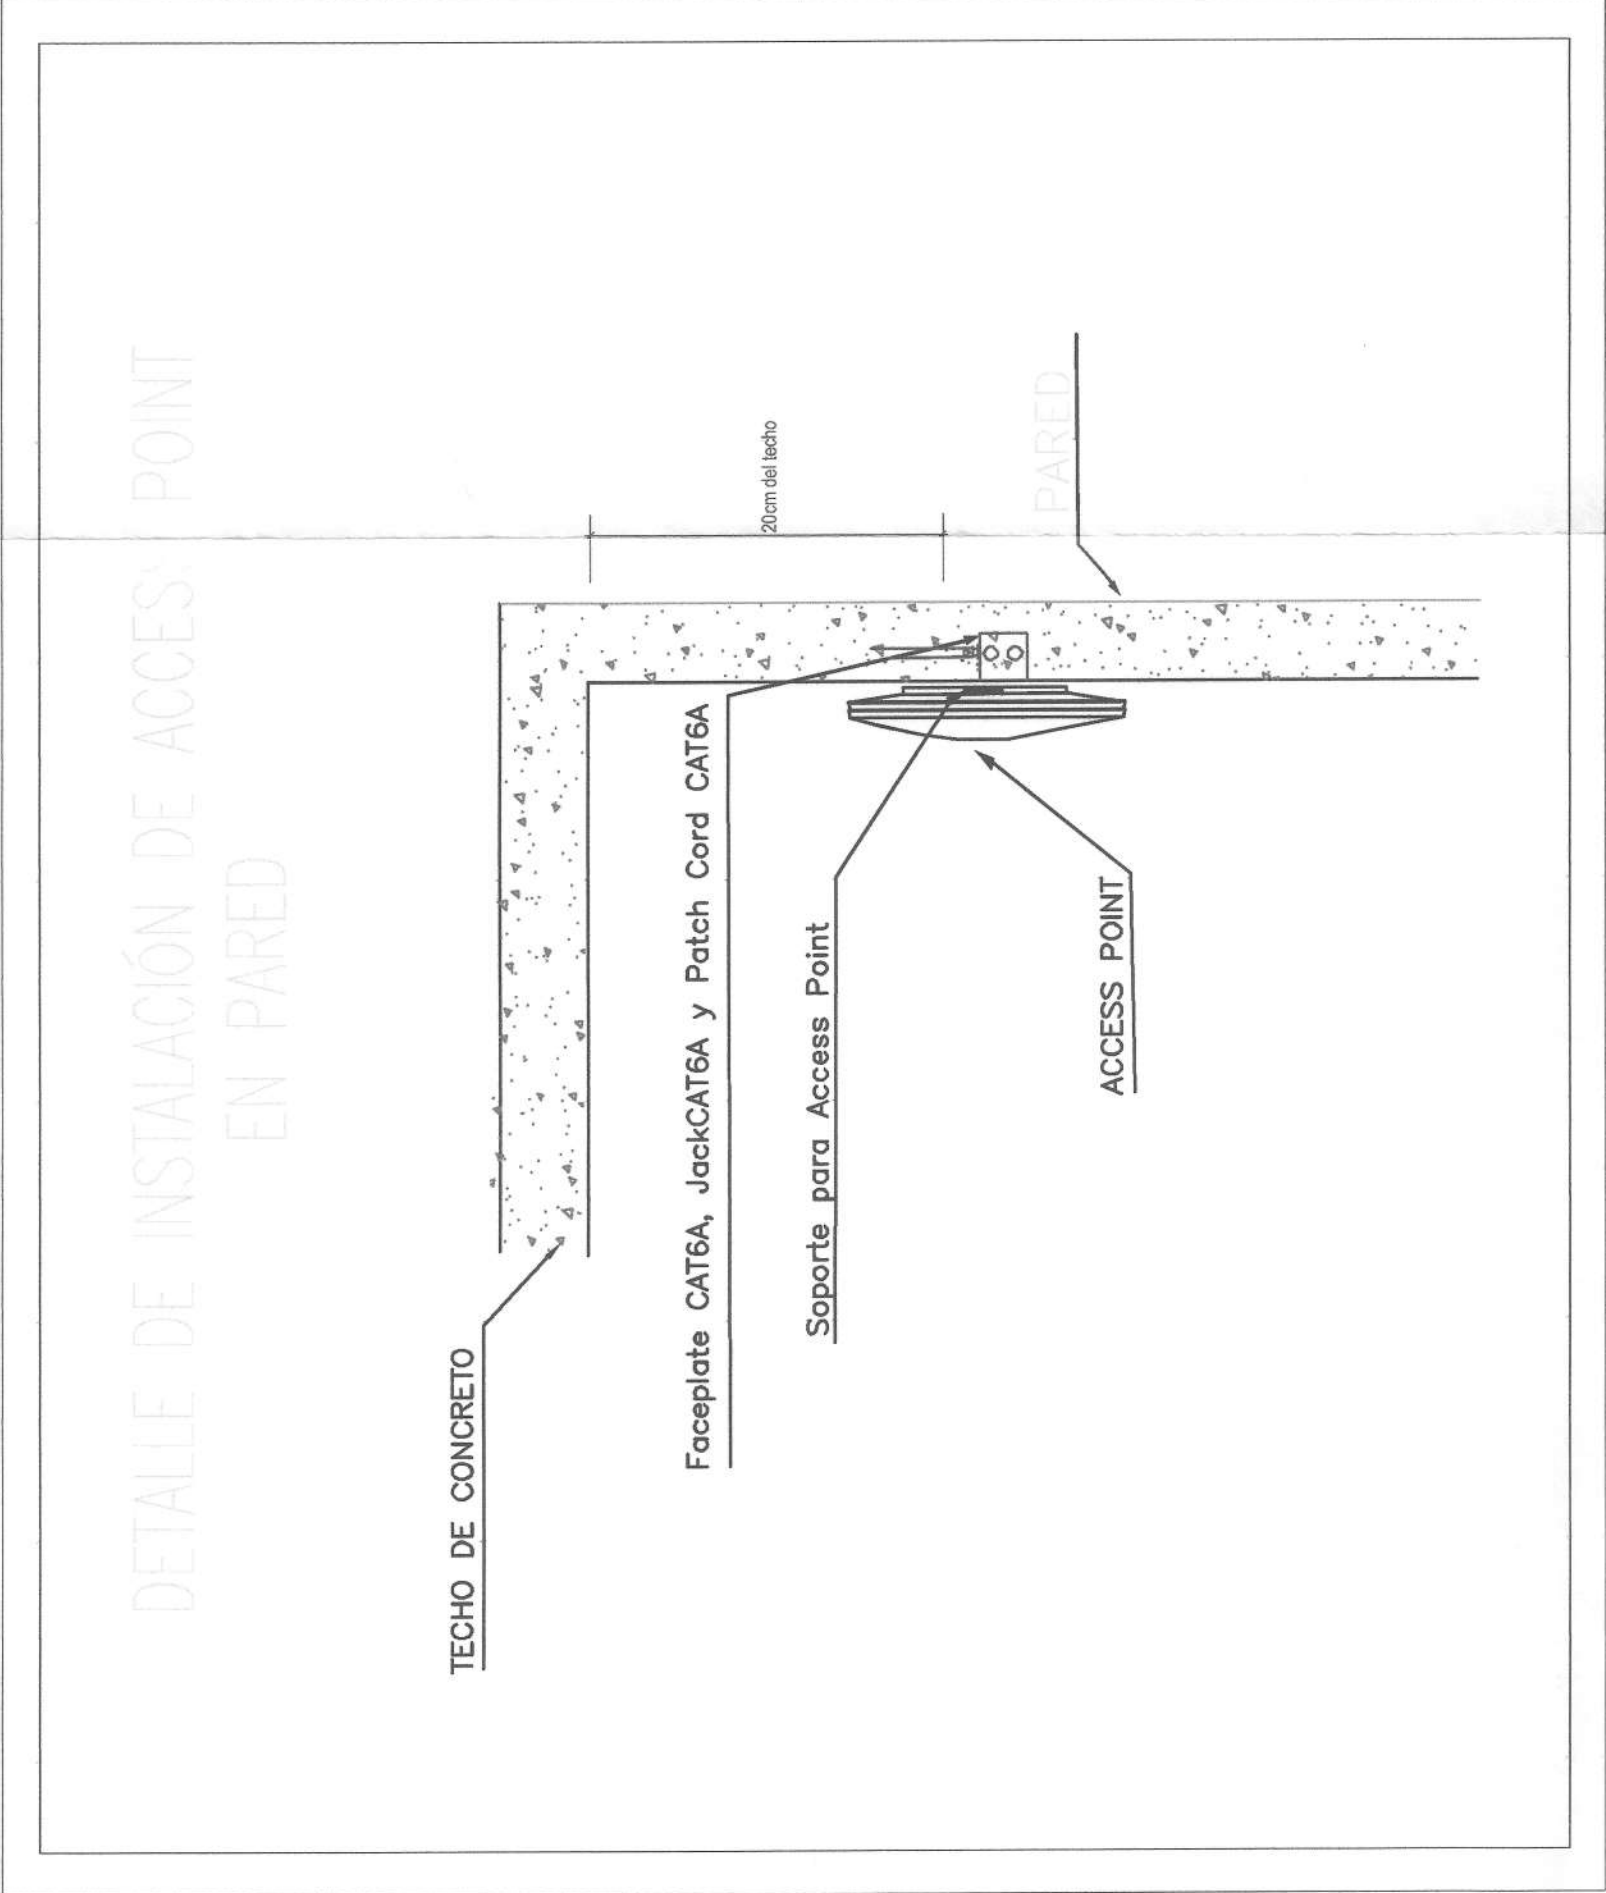 DETALLE DE INSTALACIÓN DE ACCESS POINT
EN PARED
TECHO DE CONCRETO
Faceplate CAT6A, JackCAT6A y Patch Cord CAT6A
20cm del techo
Soporte para Access Point
PARED
ACCESS POINT